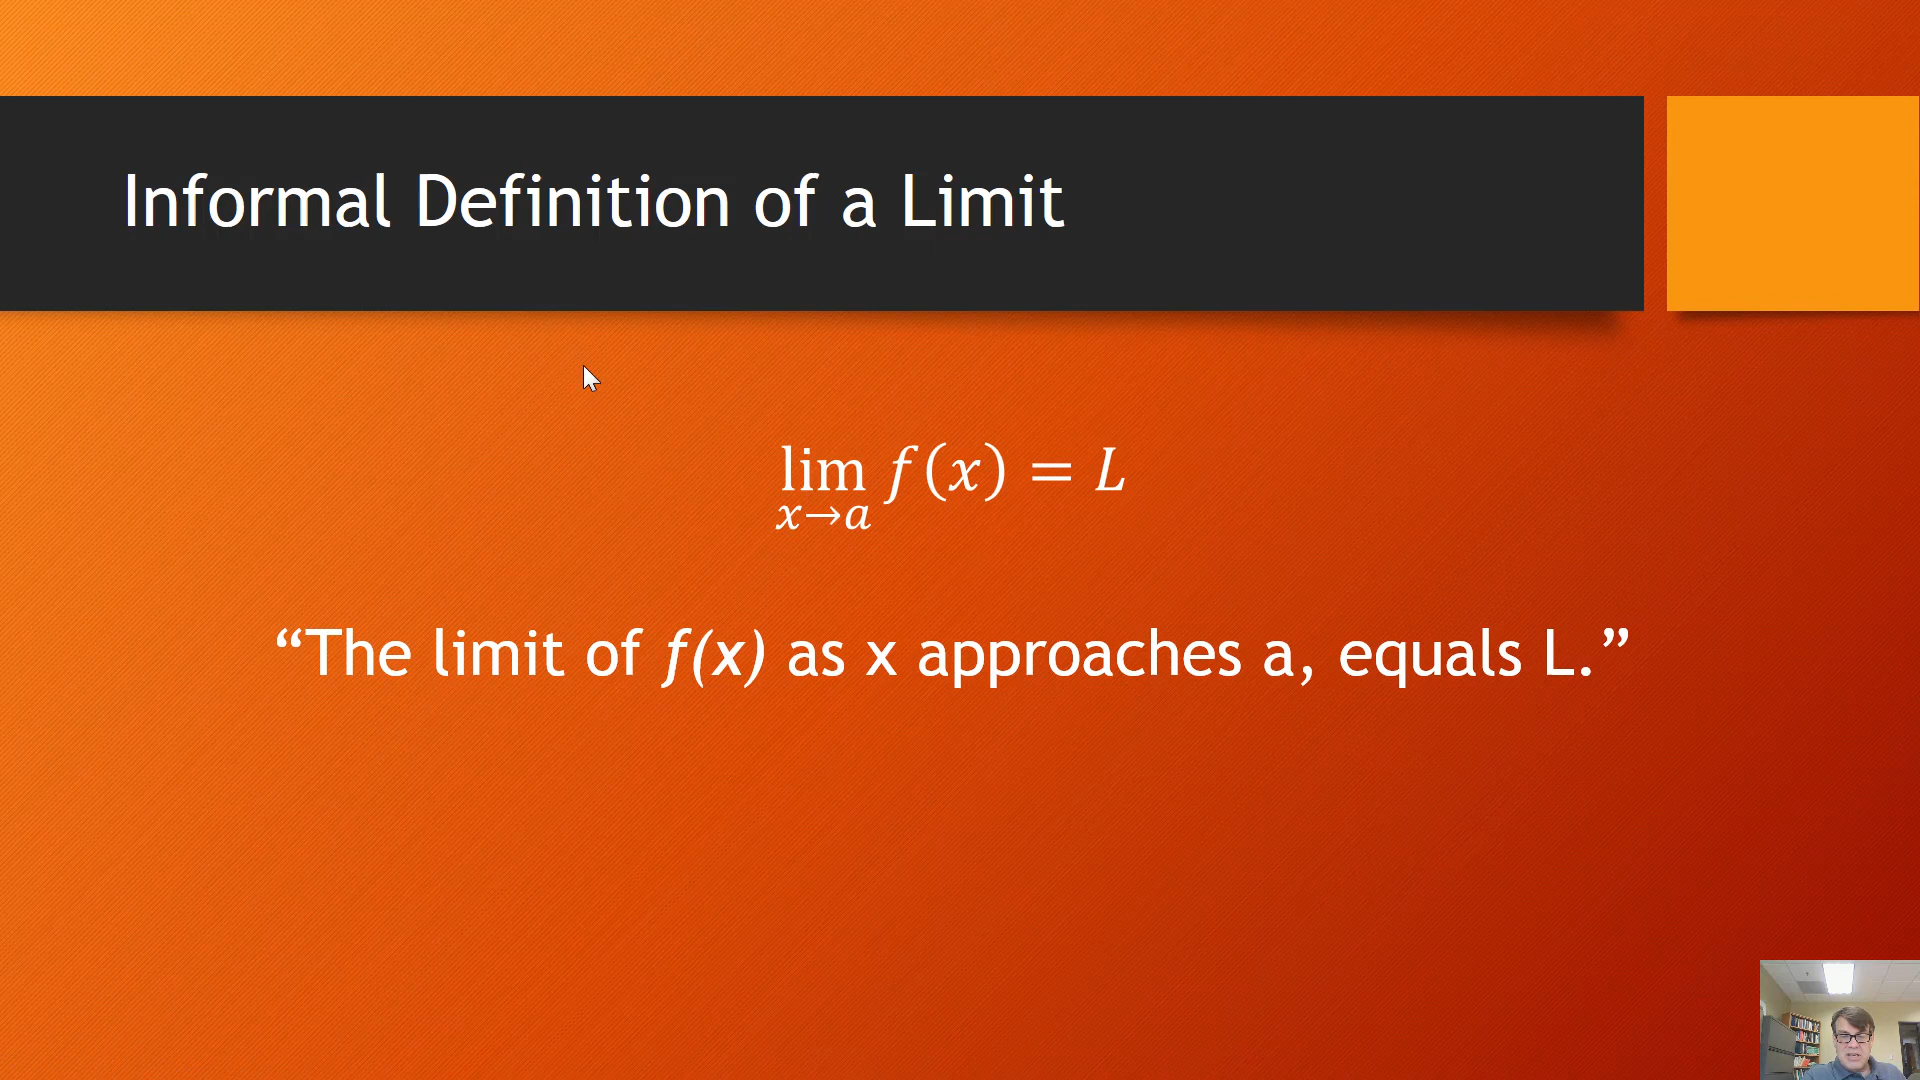 Informal Definition of a Limit
lim f(x) = L
x→a
“The limit of f(x) as x approaches a, equals L.”